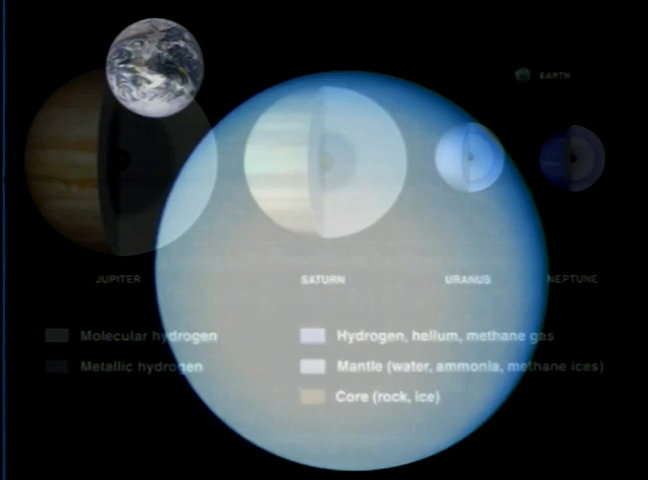 EARTH
JUPITER SATURN URANUS NEPTUNE
Molecular hydrogen Hydrogen, helium, methane gas
Metallic hydrogen Mantle (water, ammonia, methane ices)
Core (rock, ice)